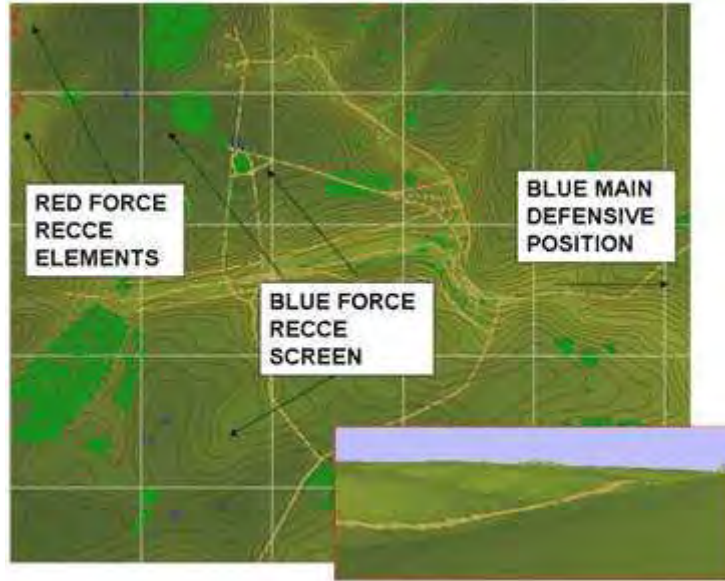 RED FORCE
RECCE
ELEMENTS
BLUE FORCE
RECCE
SCREEN
BLUE MAIN
DEFENSIVE
POSITION